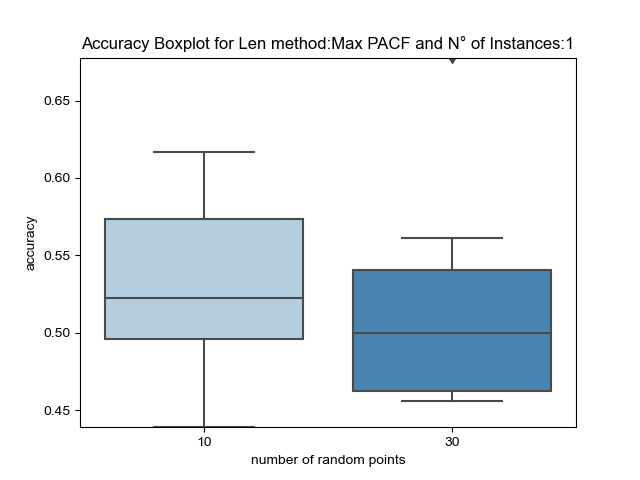 Accuracy Boxplot for Len method:Max PACF and N° of Instances:1
0.65
0.60
0.55
0.50
0.45
accuracy
10
30
number of random points